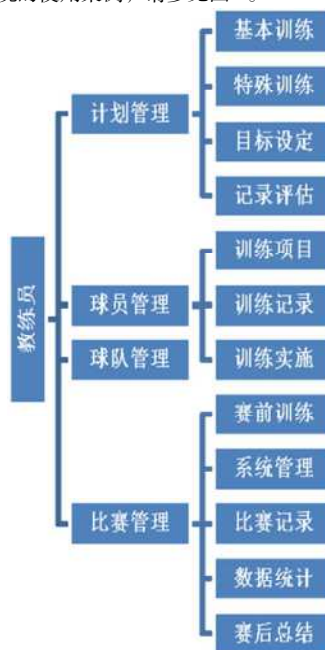 计划管理
基本训练
特殊训练
目标设定
记录评估
教练员
球员管理
训练项目
训练记录
训练实施
球队管理
比赛管理
赛前训练
系统管理
比赛记录
数据统计
赛后总结